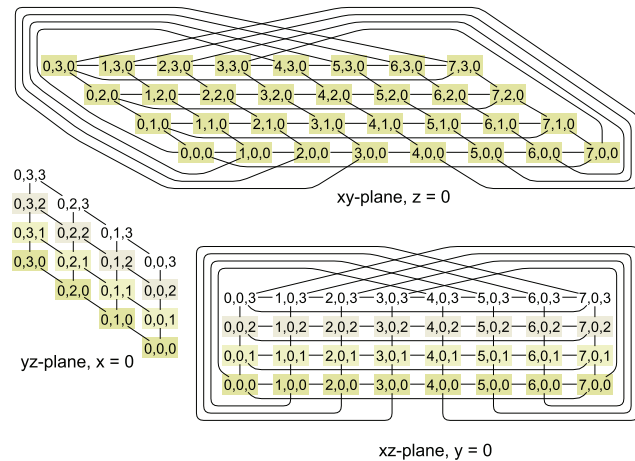 0,3,0 1,3,0 2,3,0 3,3,0 4,3,0 5,3,0 6,3,0 7,3,0
0,2,0 1,2,0 2,2,0 3,2,0 4,2,0 5,2,0 6,2,0 7,2,0
0,1,0 1,1,0 2,1,0 3,1,0 4,1,0 5,1,0 6,1,0 7,1,0
0,0,0 1,0,0 2,0,0 3,0,0 4,0,0 5,0,0 6,0,0 7,0,0
xy-plane, z = 0
0,3,3
0,3,2 0,2,3
0,3,1 0,2,2 0,1,3
0,3,0 0,2,1 0,1,2 0,0,3
0,2,0 0,1,1 0,0,2
0,1,0 0,0,1
0,0,0
yz-plane, x = 0
0,0,3 1,0,3 2,0,3 3,0,3 4,0,3 5,0,3 6,0,3 7,0,3
0,0,2 1,0,2 2,0,2 3,0,2 4,0,2 5,0,2 6,0,2 7,0,2
0,0,1 1,0,1 2,0,1 3,0,1 4,0,1 5,0,1 6,0,1 7,0,1
0,0,0 1,0,0 2,0,0 3,0,0 4,0,0 5,0,0 6,0,0 7,0,0
xz-plane, y = 0